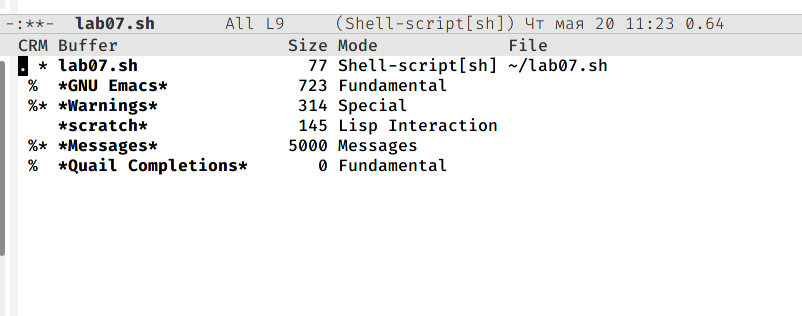 -:**-  lab07.sh       All L9     (Shell-script[sh]) Чт мая 20 11:23 0.64
CRM Buffer                 Size Mode             File
. * lab07.sh                 77 Shell-script[sh] ~/lab07.sh
 %  *GNU Emacs*             723 Fundamental
 %* *Warnings*              314 Special
    *scratch*               145 Lisp Interaction
 %* *Messages*             5000 Messages
 %  *Quail Completions*       0 Fundamental